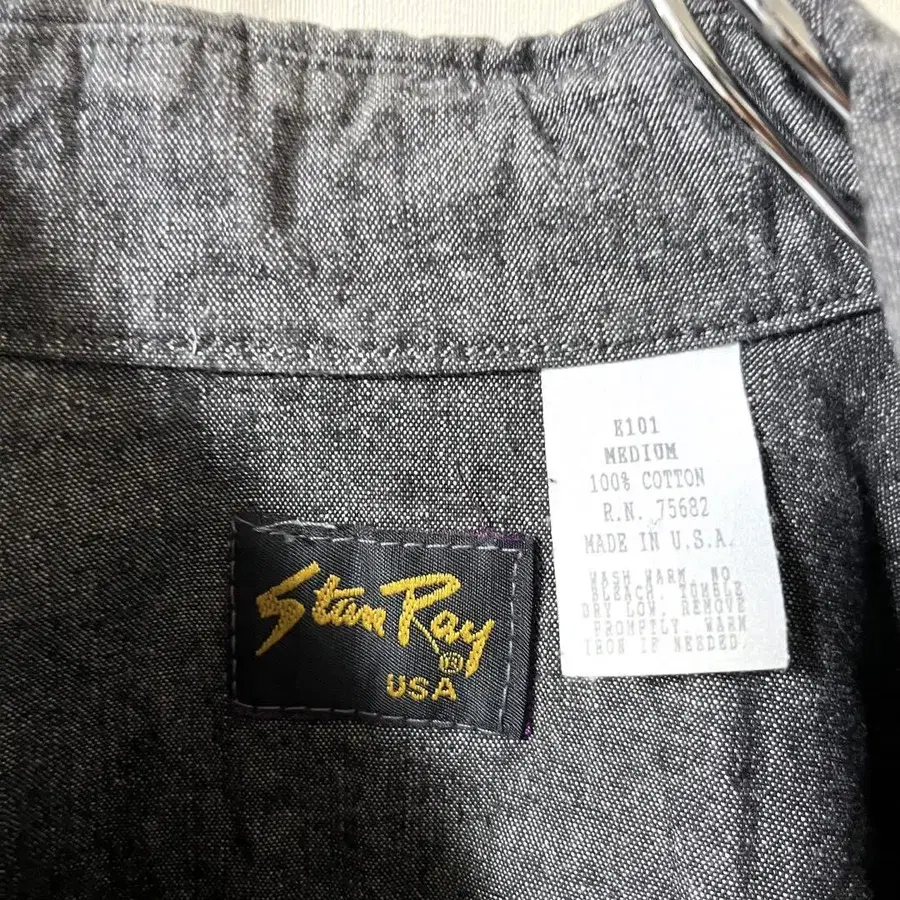 E101
MEDIUM
100% COTTON
R.N. 75682
MADE IN U.S.A.
WASH WARM, NO
BLEACH. TUMBLE
DRY LOW. REMOVE
PROMPTLY. WARM
IRON IF NEEDED.
Stan Ray
USA